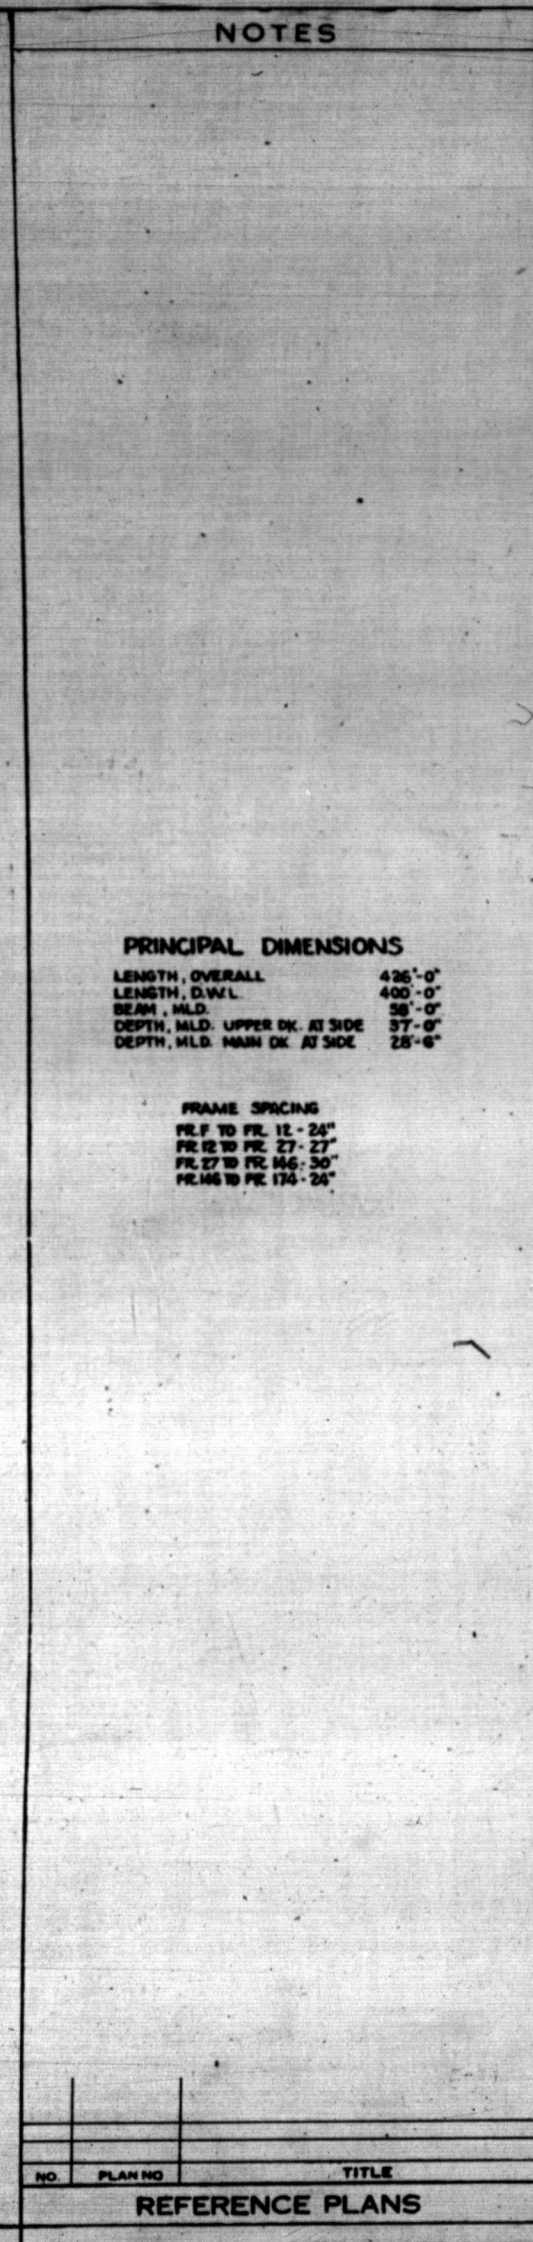 NOTES
PRINCIPAL DIMENSIONS
LENGTH, OVERALL 426'-0"
LENGTH, D.W.L. 400'-0"
BEAM, MLD. 58'-0"
DEPTH, MLD. UPPER DK. AT SIDE 37'-0"
DEPTH, MLD. MAIN DK. AT SIDE 28'-6"
FRAME SPACING
FR. F TO FR. 12 - 24"
FR. 12 TO FR. 27 - 27"
FR. 27 TO FR. 146 - 30"
FR. 146 TO FR. 174 - 24"
NO. PLAN NO TITLE
REFERENCE PLANS